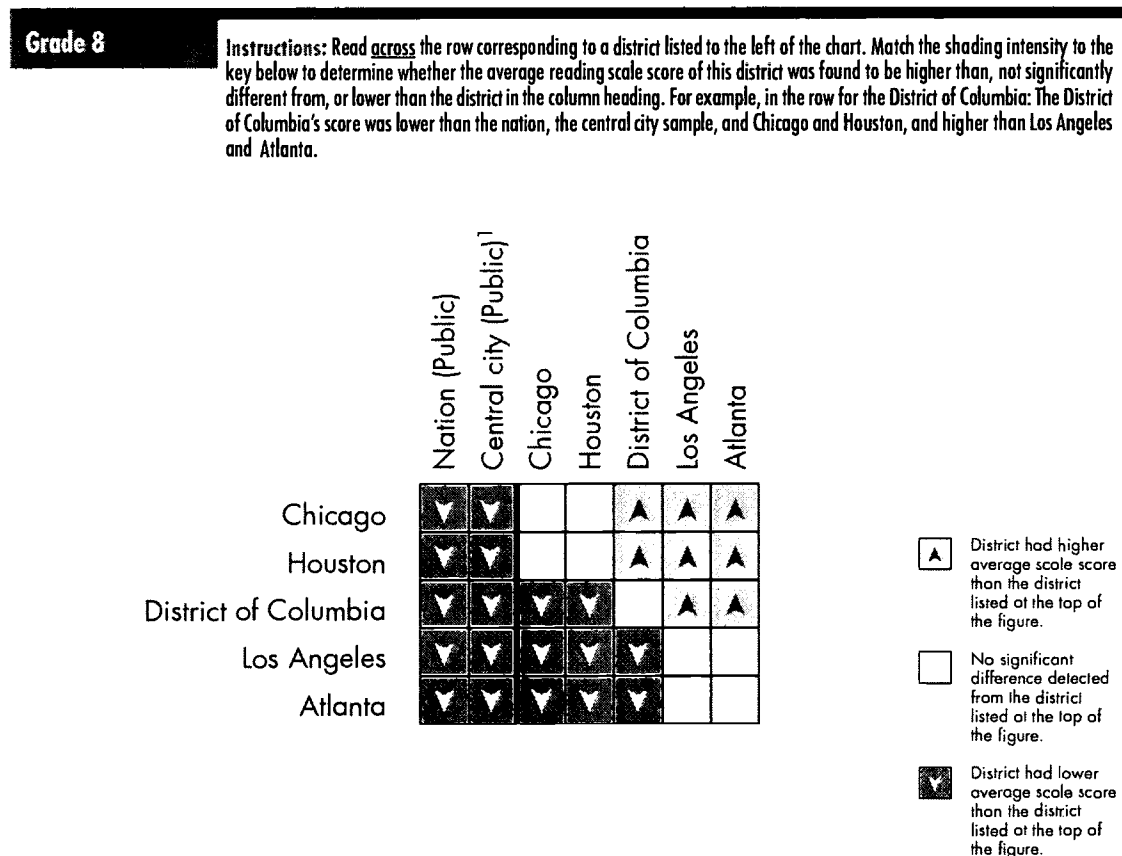 Grade 8
Instructions: Read across the row corresponding to a district listed to the left of the chart. Match the shading intensity to the
key below to determine whether the average reading scale score of this district was found to be higher than, not significantly
different from, or lower than the district in the column heading. For example, in the row for the District of Columbia: The District
of Columbia's score was lower than the nation, the central city sample, and Chicago and Houston, and higher than Los Angeles
and Atlanta.
Nation (Public)
Central city (Public)1
Chicago
Houston
District of Columbia
Los Angeles
Atlanta
Chicago
Houston
District of Columbia
Los Angeles
Atlanta
District had higher
average scale score
than the district
listed at the top of
the figure.
No significant
difference detected
from the district
listed at the top of
the figure.
District had lower
average scale score
than the district
listed at the top of
the figure.